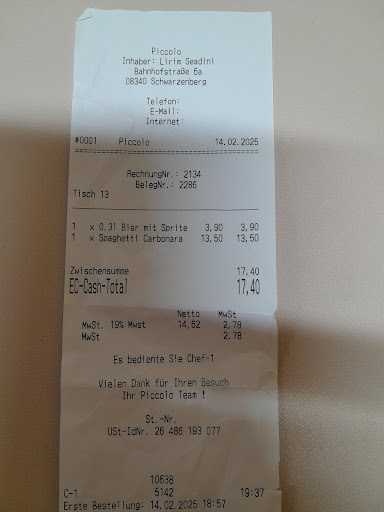 Piccolo
Inhaber: Lirim Seadini
Bahnhofstraße 6a
08340 Schwarzenberg
Telefon:
E-Mail:
Internet:
#0001 Piccolo 14.02.2025
RechnungNr.: 2134
BelegNr.: 2286
Tisch 13
1 x 0,3l Bier mit Sprite 3,90 3,90
1 x Spaghetti Carbonara 13,50 13,50
Zwischensumme 17,40
EC-Cash-Total 17,40
Netto MwSt
MwSt. 19% Mwst 14,62 2,78
MwSt 2,78
Es bediente Sie Chef-1
Vielen Dank für Ihren Besuch
Ihr Piccolo Team !
St.-Nr.
USt-IdNr. 26 486 193 077
10638
C-1 5142 19:37
Erste Bestellung: 14.02.2025 18:57